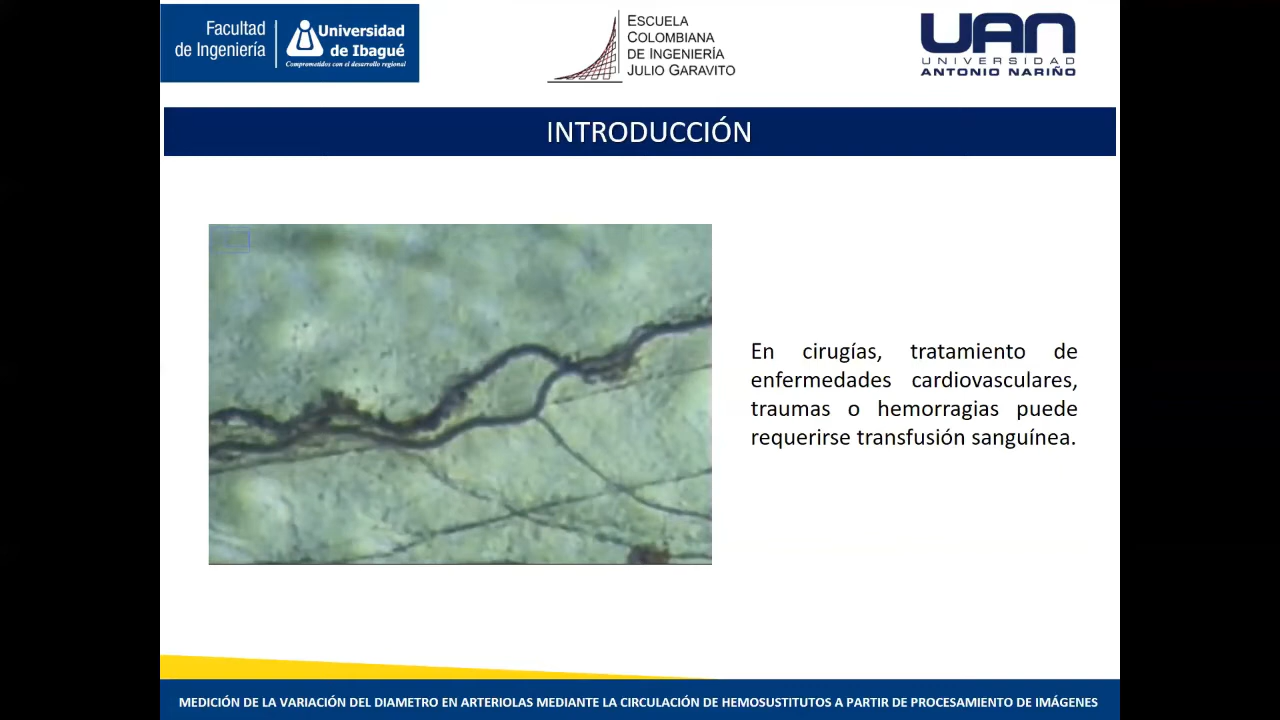 Facultad
de Ingeniería
Universidad
de Ibagué
Comprometidos con el desarrollo regional
ESCUELA
COLOMBIANA
DE INGENIERÍA
JULIO GARAVITO
UAN
UNIVERSIDAD
ANTONIO NARIÑO
INTRODUCCIÓN
En cirugías, tratamiento de
enfermedades cardiovasculares,
traumas o hemorragias puede
requerirse transfusión sanguínea.
MEDICIÓN DE LA VARIACIÓN DEL DIAMETRO EN ARTERIOLAS MEDIANTE LA CIRCULACIÓN DE HEMOSUSTITUTOS A PARTIR DE PROCESAMIENTO DE IMÁGENES